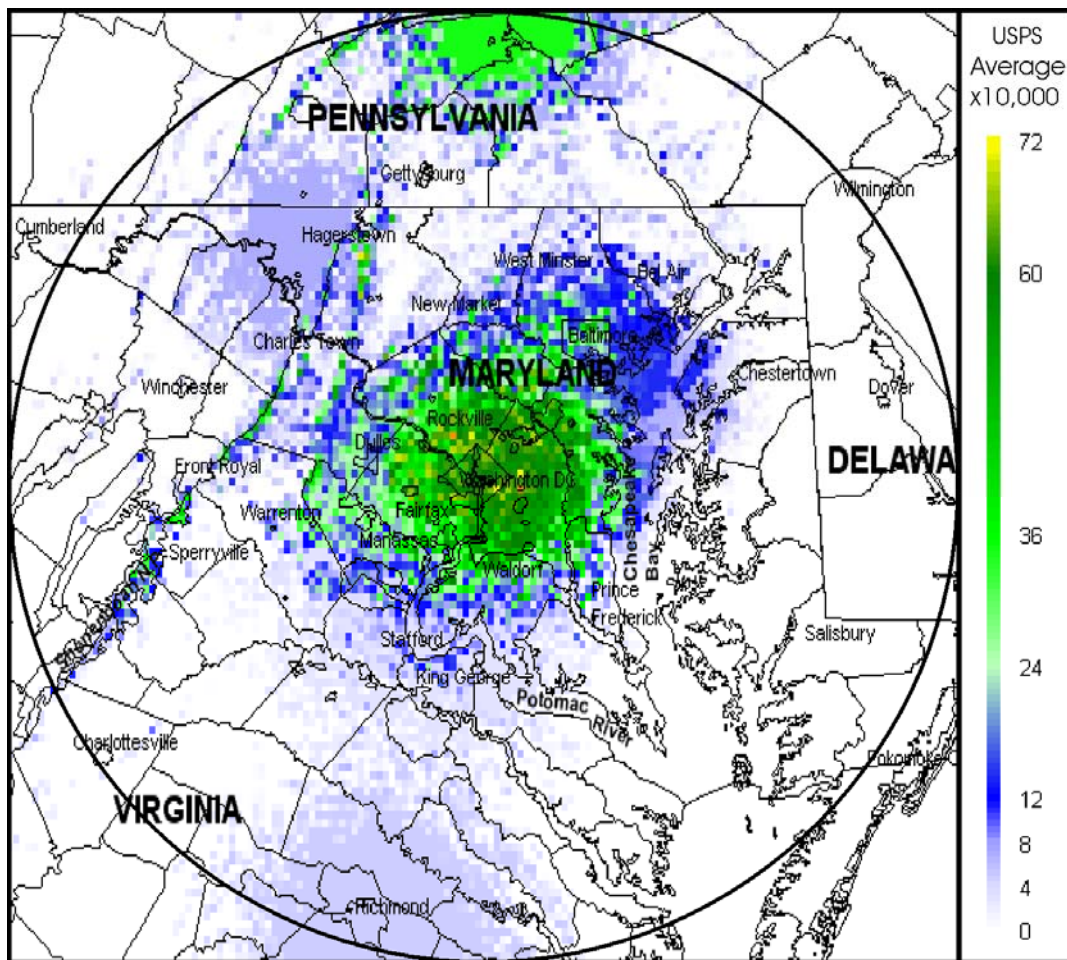 USPS
Average
x10,000
72
60
36
24
12
8
4
0
PENNSYLVANIA
Gettysburg
Wilmington
Cumberland
Hagerstown
West Minster
Bel Air
New Market
Charles Town
Baltimore
MARYLAND
Chestertown
Winchester
Dover
Rockville
Dulles
DELAWA
Front Royal
Washington DC
Warrenton
Fairfax
Chesapeake
Bay
Manassas
Sperryville
Waldorf
Prince
Frederick
Stafford
Salisbury
King George
Potomac
River
Charlottesville
VIRGINIA
Richmond